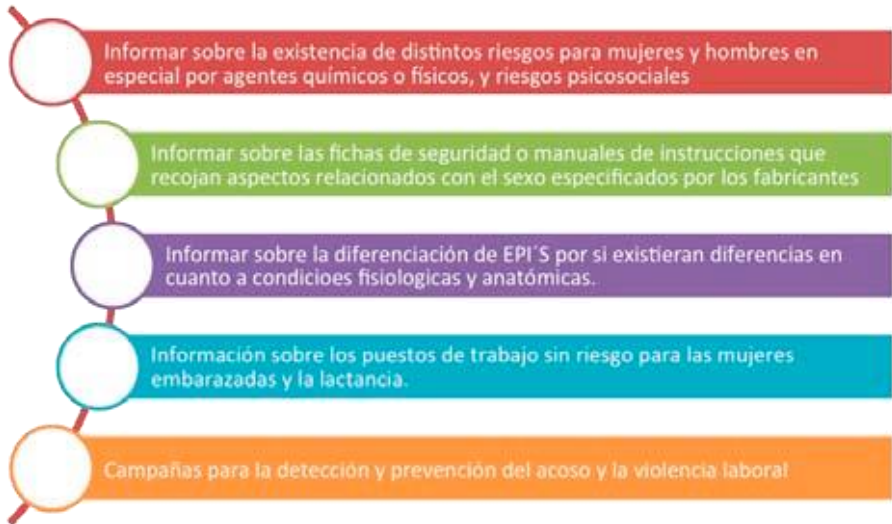 Informar sobre la existencia de distintos riesgos para mujeres y hombres en
especial por agentes químicos o físicos, y riesgos psicosociales
Informar sobre las fichas de seguridad o manuales de instrucciones que
recojan aspectos relacionados con el sexo especificados por los fabricantes
Informar sobre la diferenciación de EPI´S por si existieran diferencias en
cuanto a condicioes fisiologicas y anatómicas.
Información sobre los puestos de trabajo sin riesgo para las mujeres
embarazadas y la lactancia.
Campañas para la detección y prevención del acoso y la violencia laboral